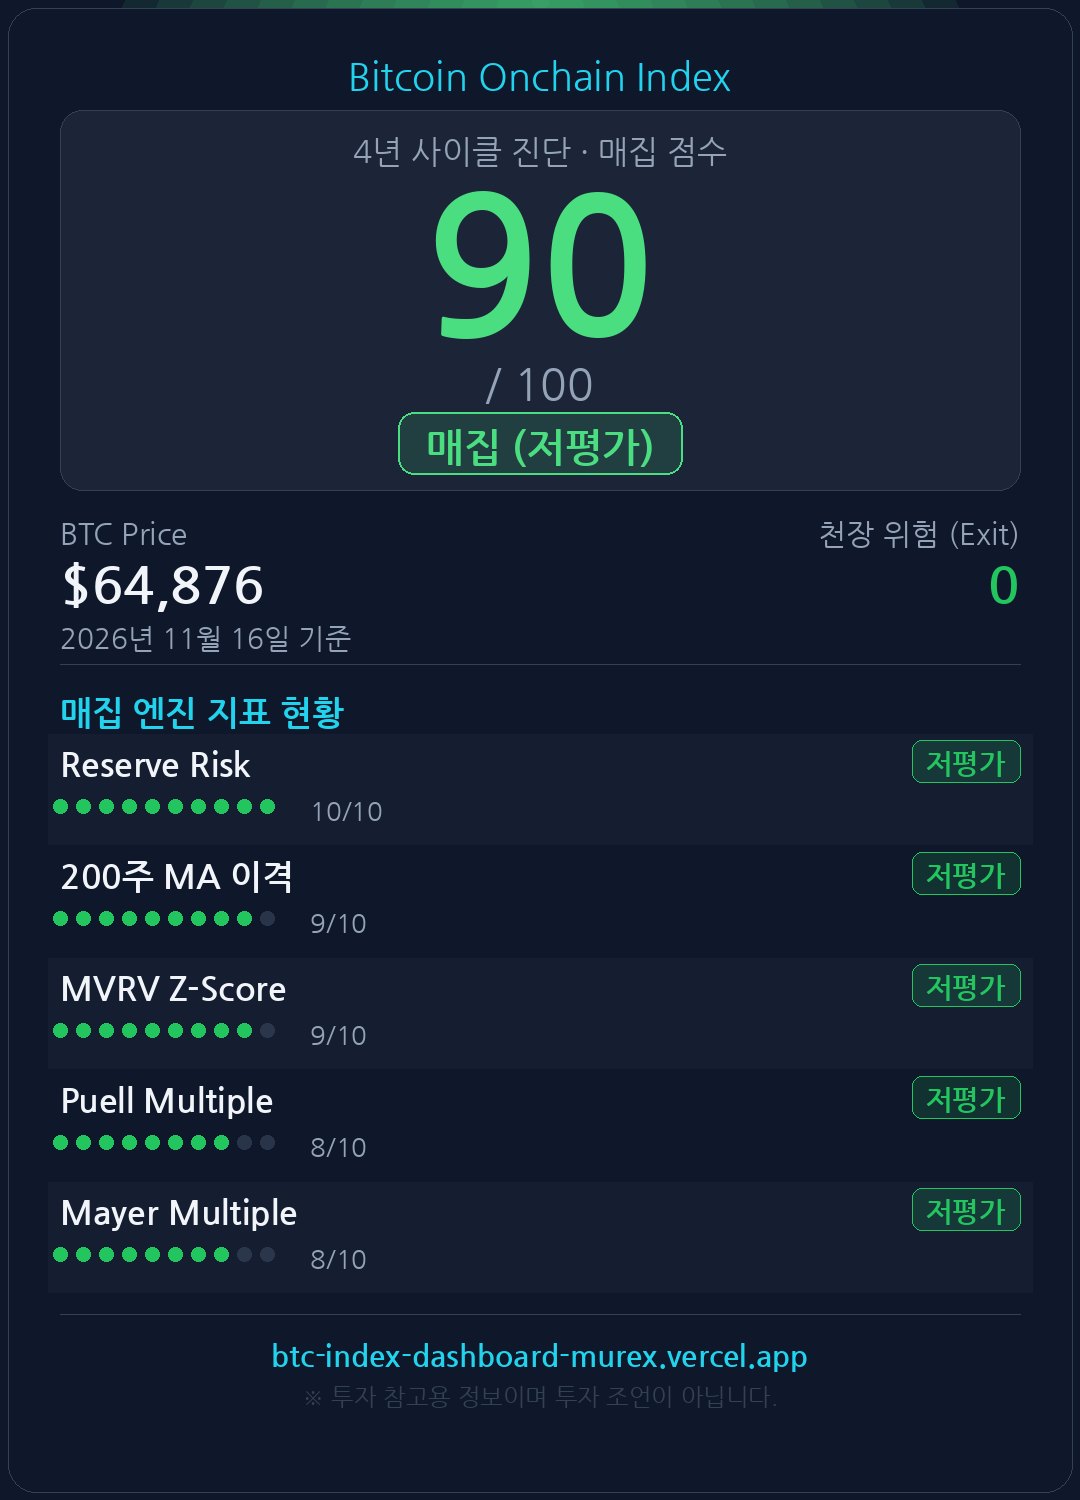 Bitcoin Onchain Index
4년 사이클 진단 · 매집 점수
90
/ 100
매집 (저평가)
BTC Price
천장 위험 (Exit)
$64,876
0
2026년 11월 16일 기준
매집 엔진 지표 현황
Reserve Risk
저평가
10/10
200주 MA 이격
저평가
9/10
MVRV Z-Score
저평가
9/10
Puell Multiple
저평가
8/10
Mayer Multiple
저평가
8/10
btc-index-dashboard-murex.vercel.app
※ 투자 참고용 정보이며 투자 조언이 아닙니다.